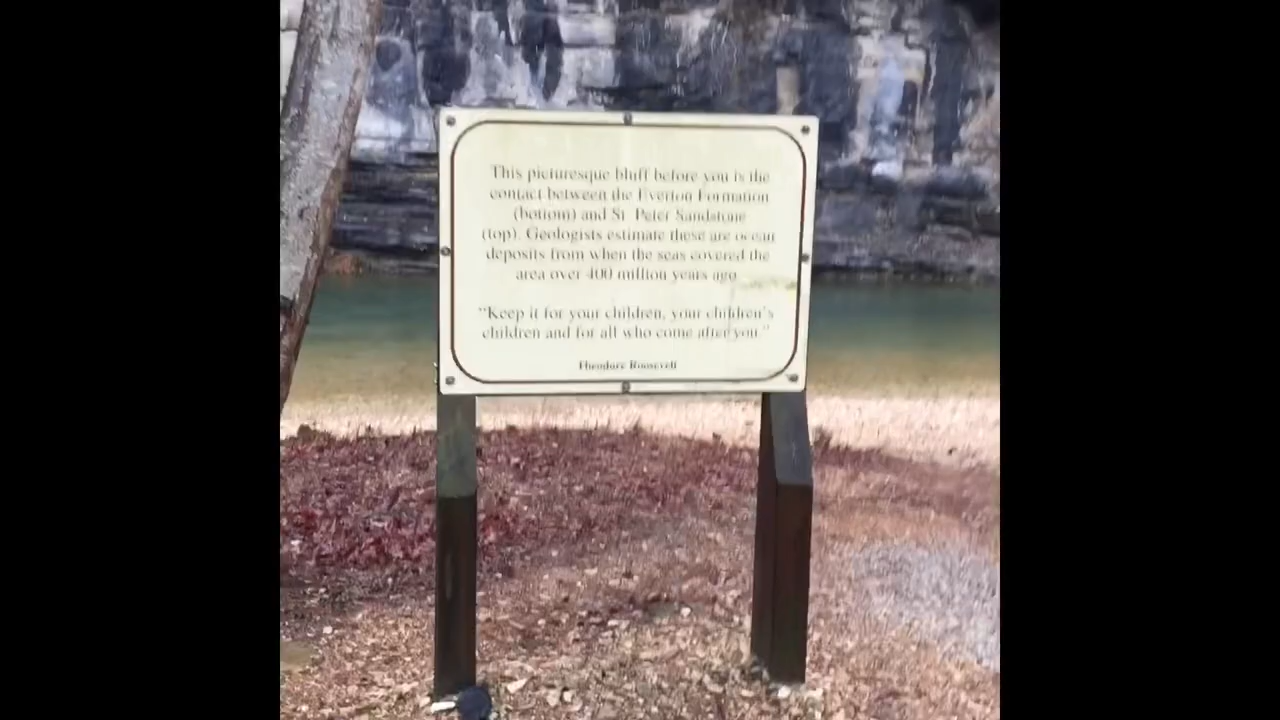 This picturesque bluff before you is the
contact between the Everton Formation
(bottom) and St. Peter Sandstone
(top). Geologists estimate these are ocean
deposits from when the seas covered the
area over 400 million years ago.
“Keep it for your children, your children's
children and for all who come after you.”
Theodore Roosevelt